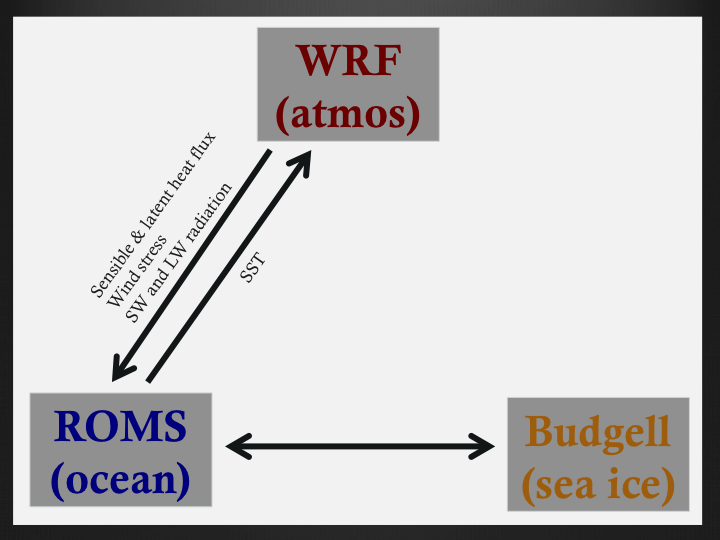 WRF
(atmos)
Sensible & latent heat flux
Wind stress
SW and LW radiation
SST
ROMS
(ocean)
Budgell
(sea ice)